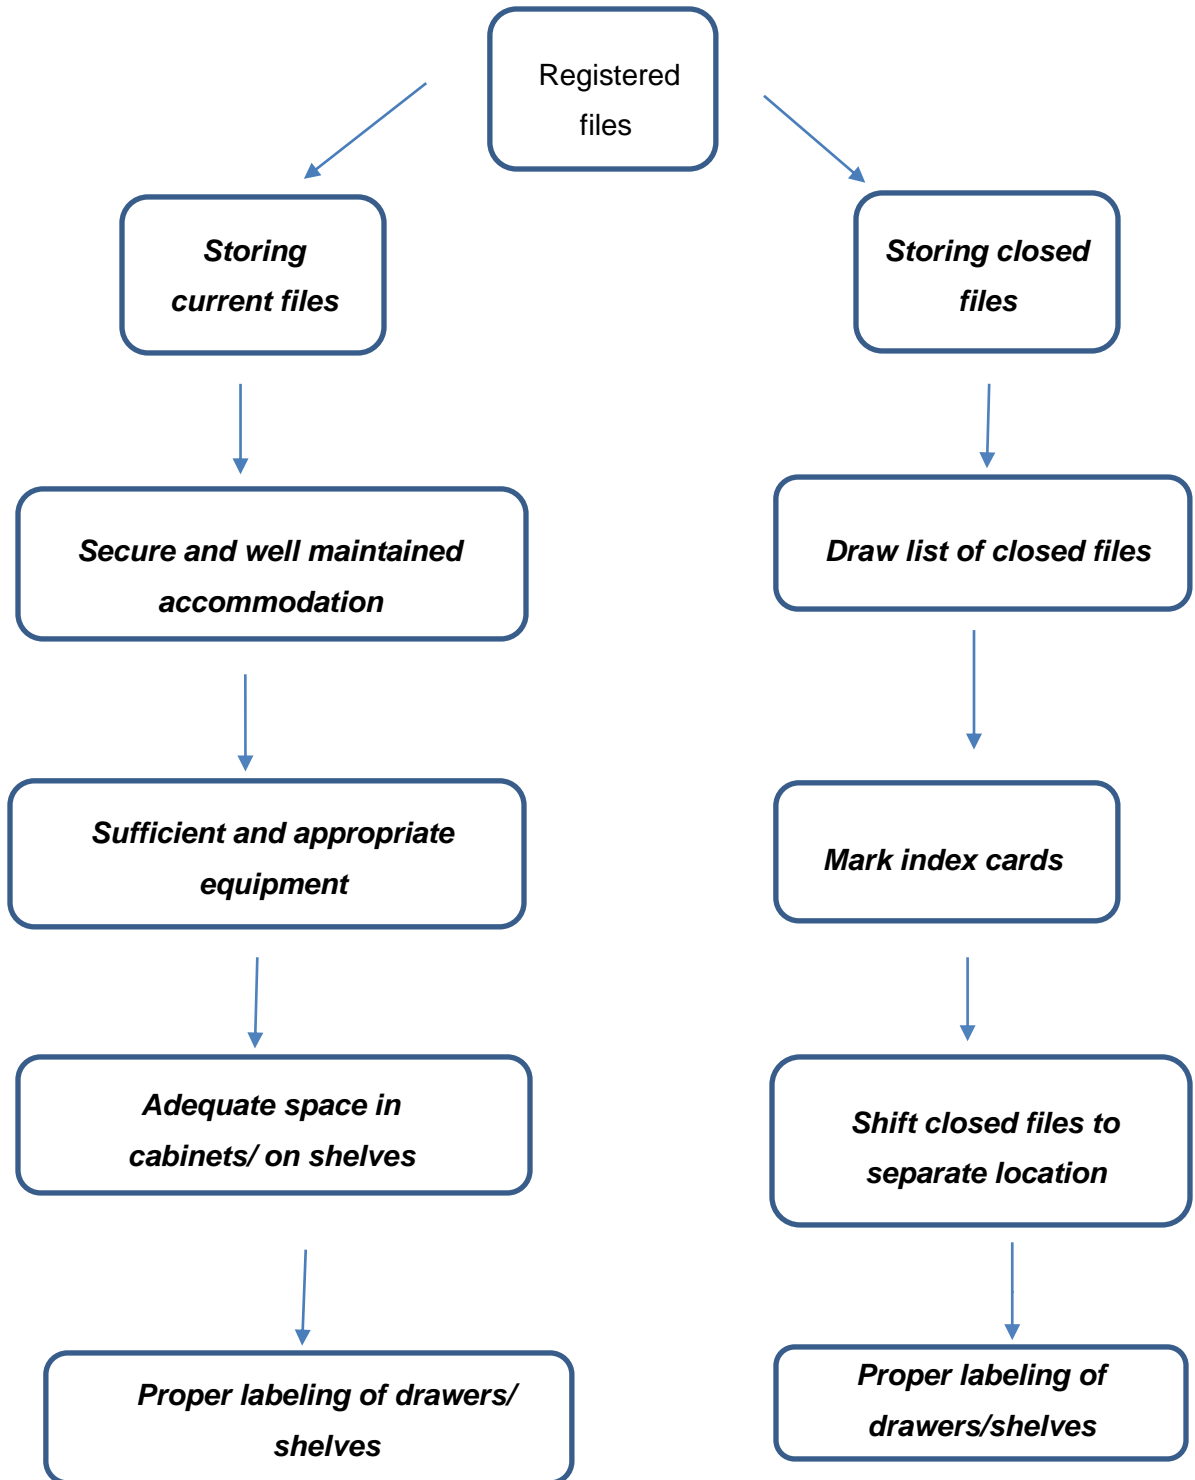 Registered
files
Storing
current files
Storing closed
files
Secure and well maintained
accommodation
Draw list of closed files
Sufficient and appropriate
equipment
Mark index cards
Adequate space in
cabinets/ on shelves
Shift closed files to
separate location
Proper labeling of drawers/
shelves
Proper labeling of
drawers/shelves